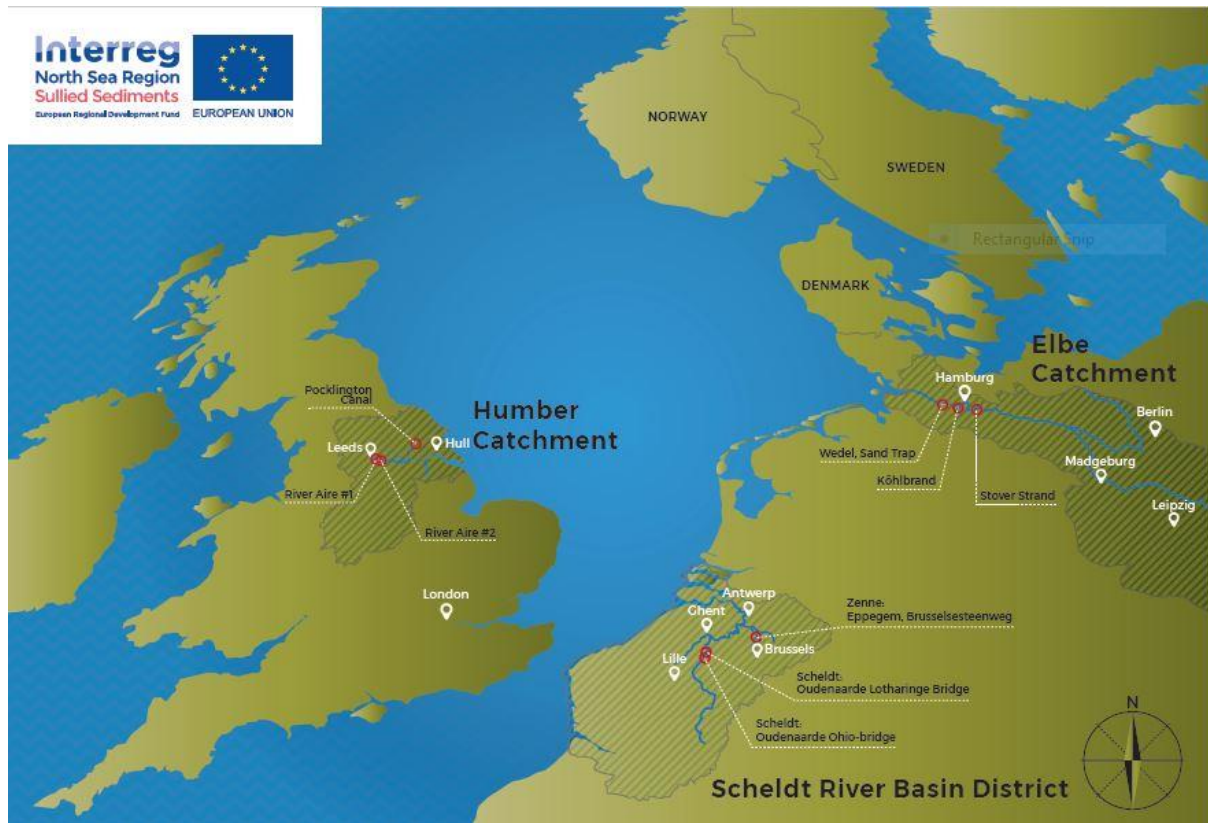 Interreg
North Sea Region
Sullied Sediments
European Regional Development Fund
EUROPEAN UNION
NORWAY
SWEDEN
Rectangular Snip
DENMARK
Elbe
Catchment
Hamburg
Berlin
Wedel, Sand Trap
Köhlbrand
Stover Strand
Madgeburg
Leipzig
Pocklington
Canal
Humber
Catchment
Leeds
Hull
River Aire #1
River Aire #2
London
Antwerp
Ghent
Lille
Brussels
Zenne:
Eppegem, Brusselsesteenweg
Scheldt:
Oudenaarde Lotharinge Bridge
Scheldt:
Oudenaarde Ohio-bridge
Scheldt River Basin District
N